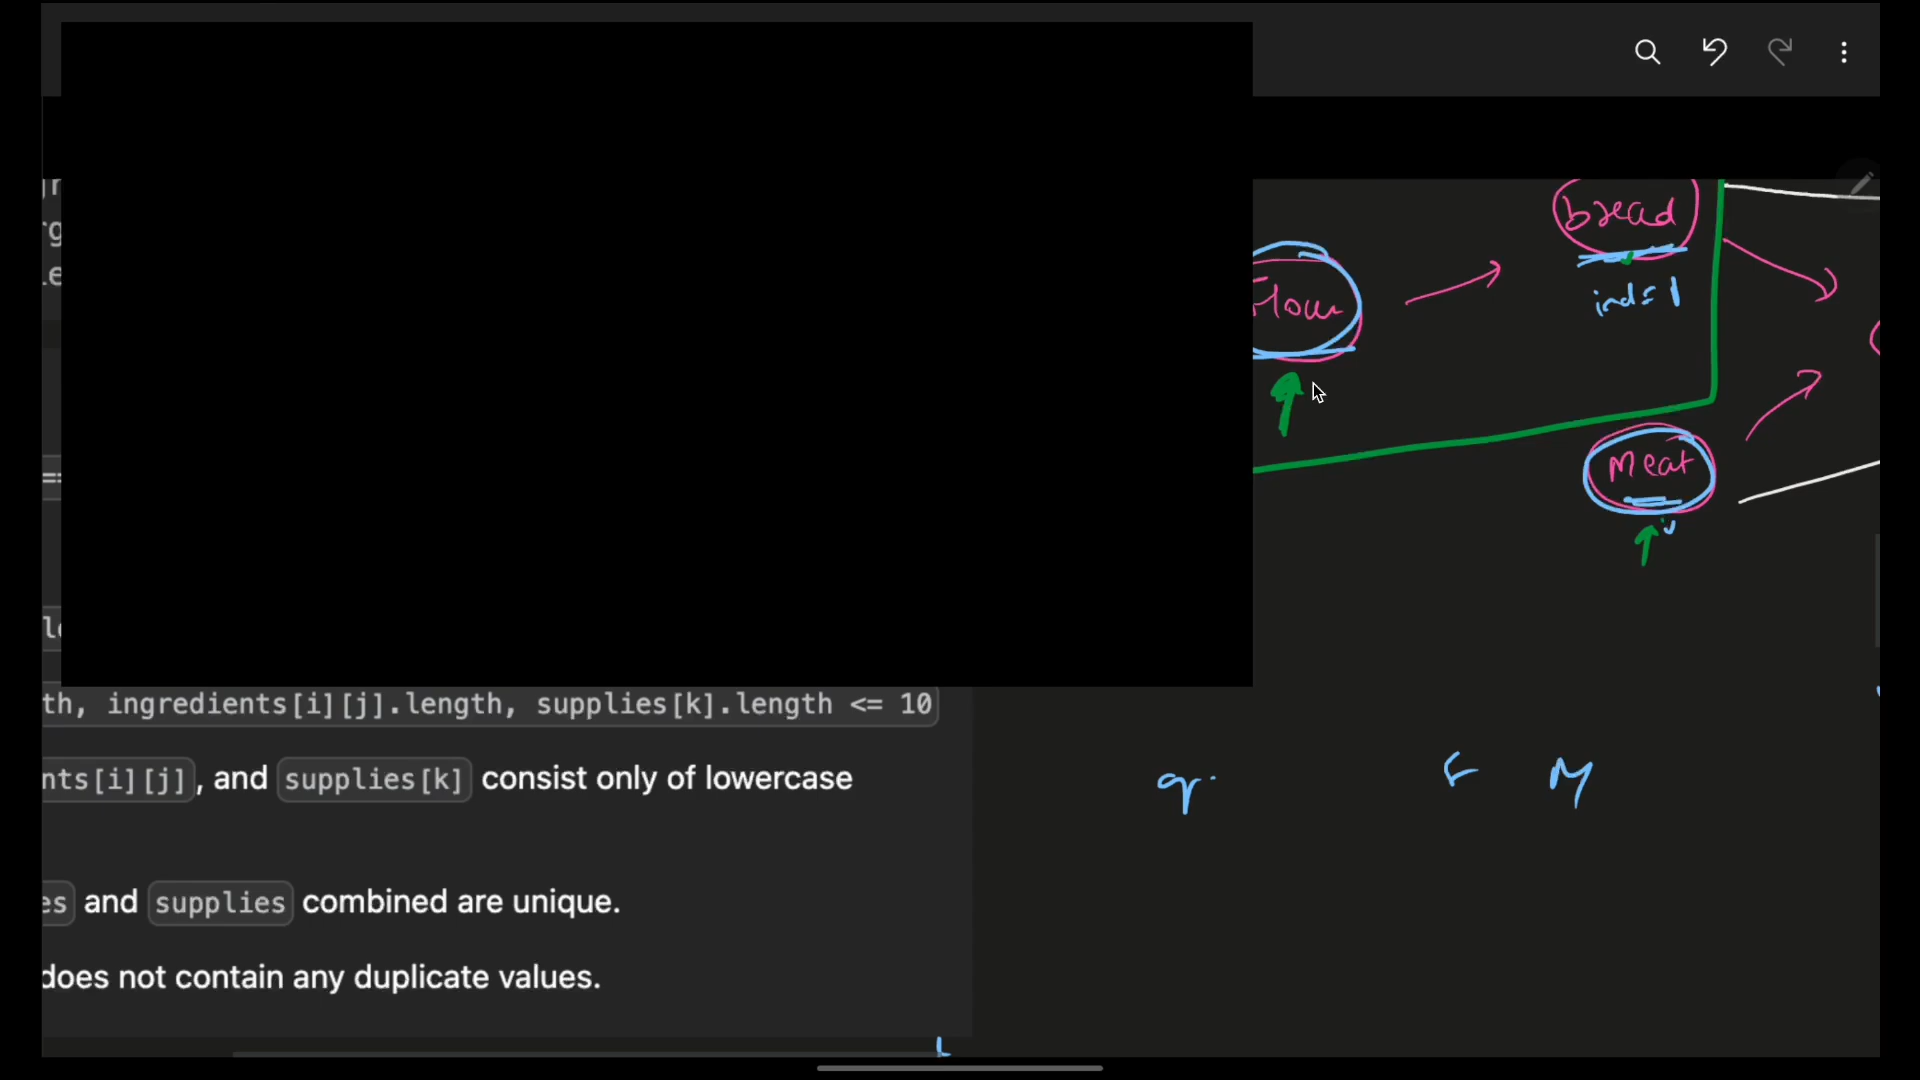 bread
Flour
ind = 1
Meat
th, ingredients[i][j].length, supplies[k].length <= 10
nts[i][j], and supplies[k] consist only of lowercase
q. F M
es and supplies combined are unique.
does not contain any duplicate values.